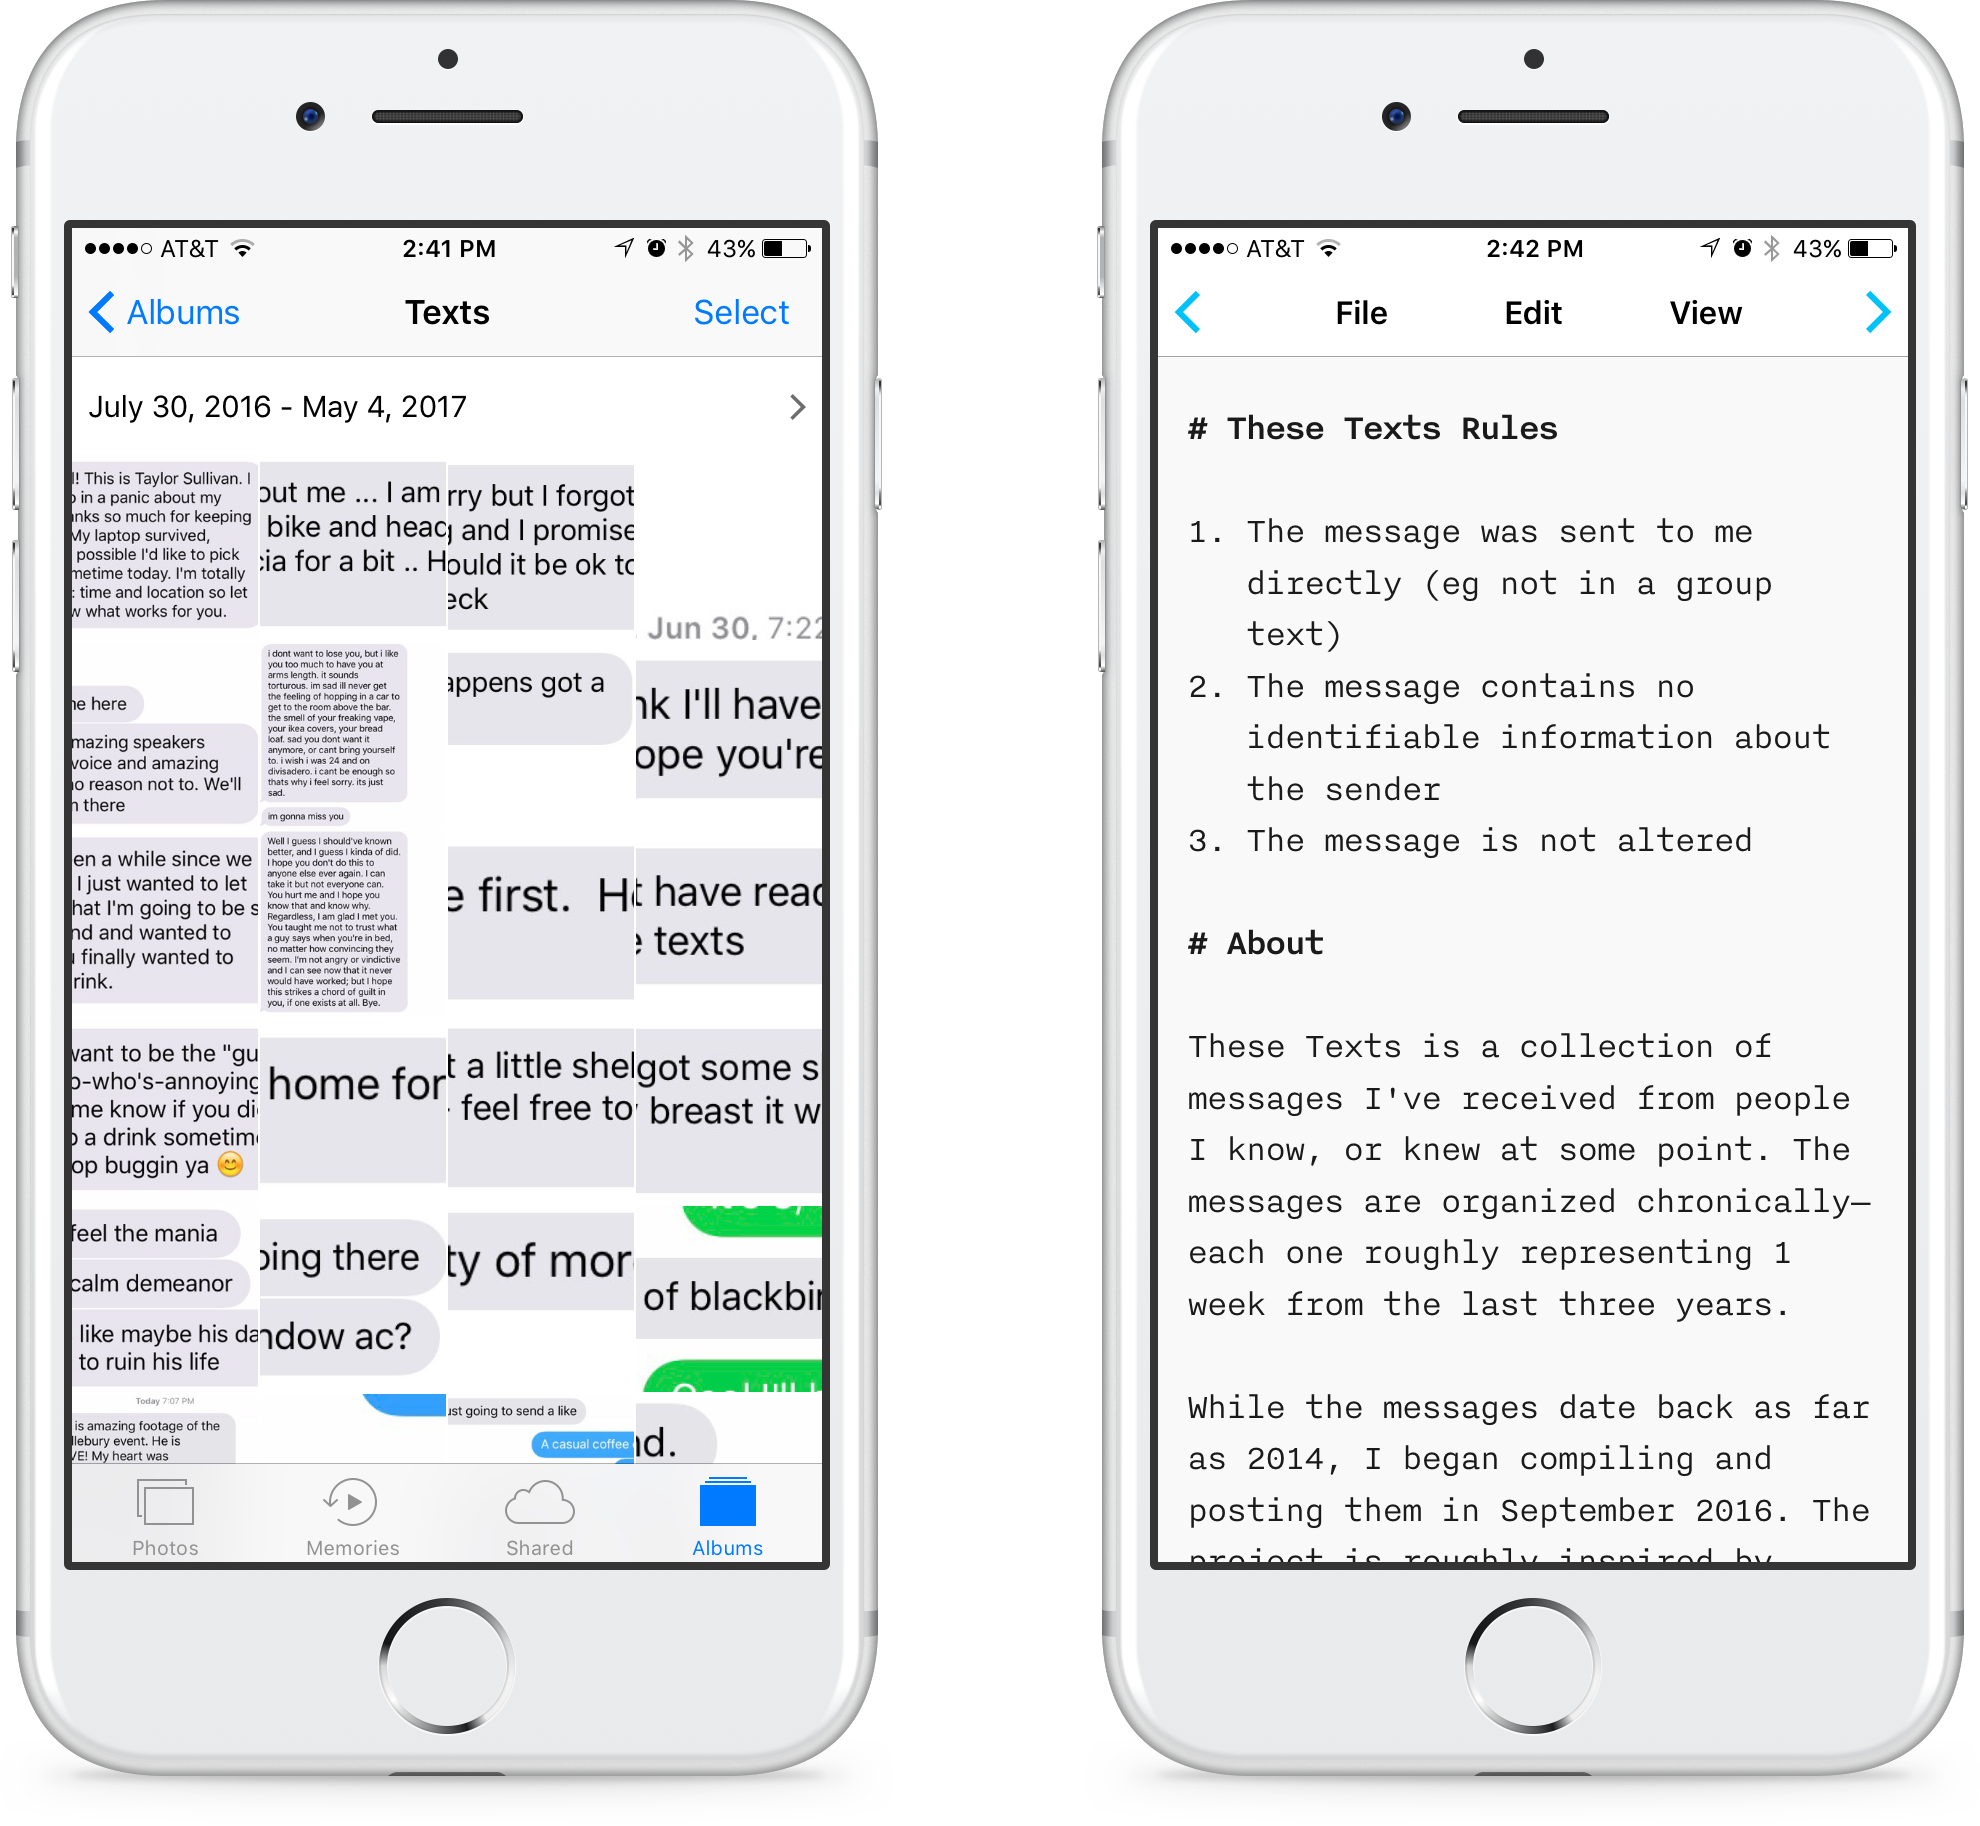 AT&T 2:41 PM 43%
Albums Texts Select
July 30, 2016 - May 4, 2017
! This is Taylor Sullivan. I
in a panic about my
nks so much for keeping
My laptop survived,
possible I'd like to pick
metime today. I'm totally
: time and location so let
w what works for you.
out me ... I am
bike and head
cia for a bit .. H
rry but I forgot
g and I promise
ould it be ok to
eck
Jun 30, 7:22
ne here
mazing speakers
voice and amazing
no reason not to. We'll
n there
i dont want to lose you, but i like
you too much to have you at
arms length. it sounds
torturous. im sad ill never get
the feeling of hopping in a car to
get to the room above the bar.
the smell of your freaking vape,
your ikea covers, your bread
loaf. sad you dont want it
anymore, or cant bring yourself
to. i wish i was 24 and on
divisadero. i cant be enough so
thats why i feel sorry. its just
sad.
im gonna miss you
appens got a
nk I'll have
ope you're
en a while since we
I just wanted to let
hat I'm going to be s
nd and wanted to
finally wanted to
rink.
Well I guess I should've known
better, and I guess I kinda of did.
I hope you don't do this to
anyone else ever again. I can
take it but not everyone can.
You hurt me and I hope you
know that and know why.
Regardless, I am glad I met you.
You taught me not to trust what
a guy says when you're in bed,
no matter how convincing they
seem. I'm not angry or vindictive
and I can see now that it never
would have worked; but I hope
this strikes a chord of guilt in
you, if one exists at all. Bye.
e first. Ho
t have read
e texts
want to be the "gu
o-who's-annoying
me know if you di
a drink sometime
op buggin ya 😊
home for
t a little shel
feel free to
got some s
breast it w
feel the mania
calm demeanor
like maybe his da
to ruin his life
ping there
ndow ac?
ty of mor
of blackbir
Today 7:07 PM
is amazing footage of the
lebury event. He is
VE! My heart was
ust going to send a like
A casual coffee
nd.
Photos Memories Shared Albums
AT&T 2:42 PM 43%
File Edit View
# These Texts Rules
1. The message was sent to me
directly (eg not in a group
text)
2. The message contains no
identifiable information about
the sender
3. The message is not altered
# About
These Texts is a collection of
messages I've received from people
I know, or knew at some point. The
messages are organized chronically—
each one roughly representing 1
week from the last three years.
While the messages date back as far
as 2014, I began compiling and
posting them in September 2016. The
project is roughly inspired by